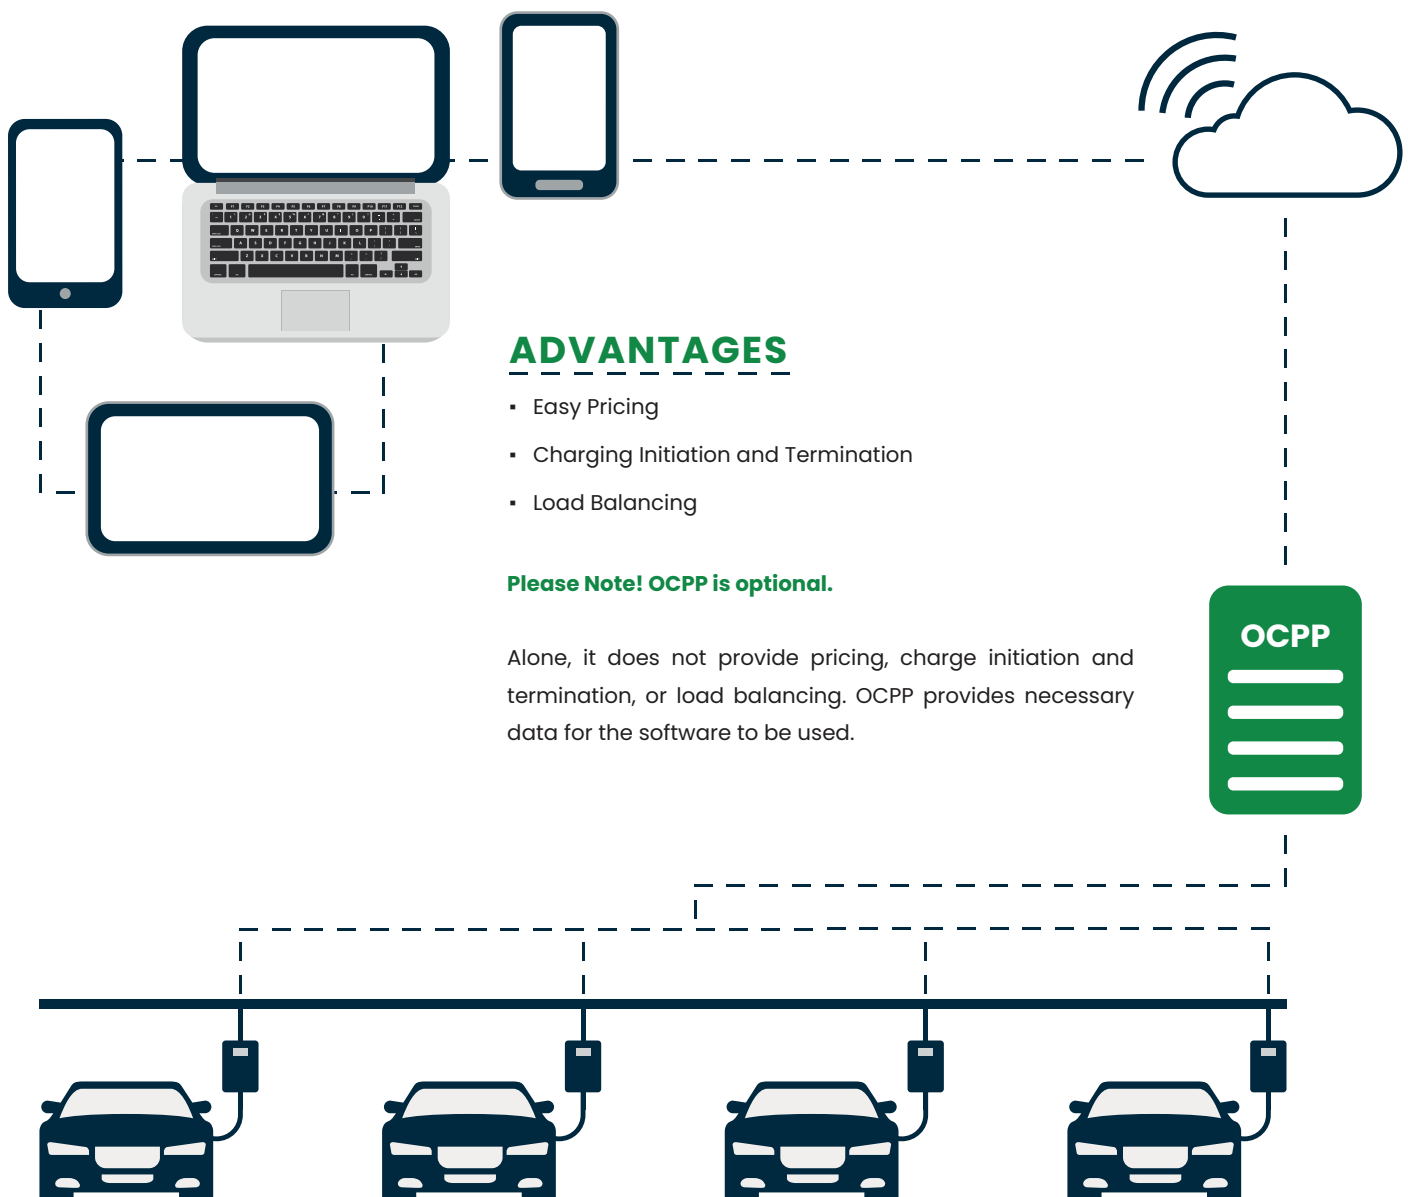 ADVANTAGES
▪ Easy Pricing
▪ Charging Initiation and Termination
▪ Load Balancing
Please Note! OCPP is optional.
Alone, it does not provide pricing, charge initiation and
termination, or load balancing. OCPP provides necessary
data for the software to be used.
OCPP